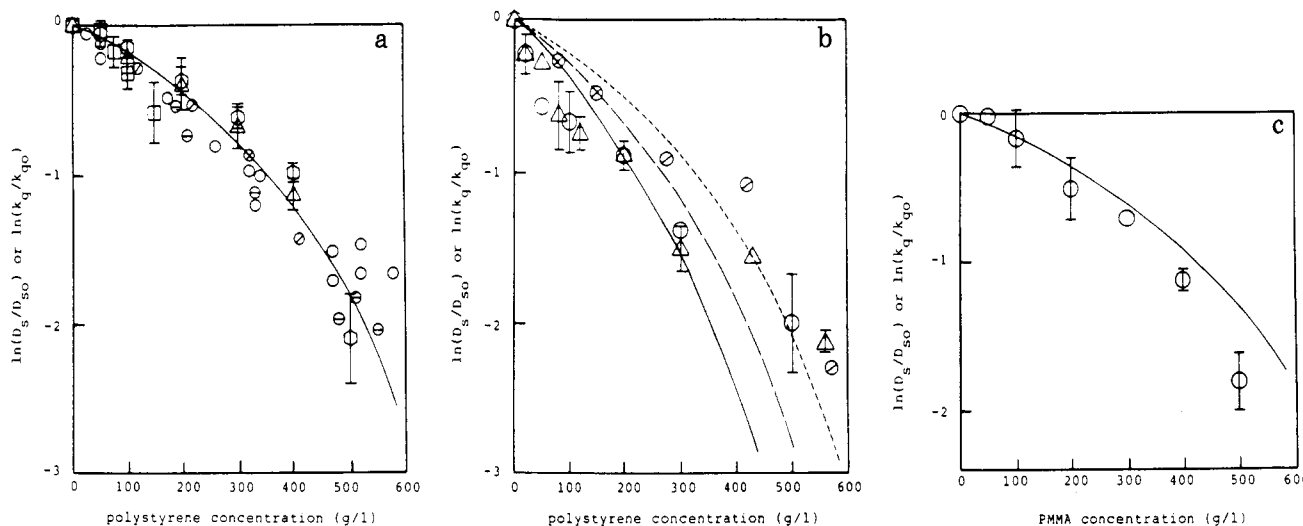 a
0
-1
-2
-3
ln(D_s/D_so) or ln(k_q/k_qo)
0 100 200 300 400 500 600
polystyrene concentration (g/l)
b
0
-1
-2
-3
ln(D_s/D_so) or ln(k_q/k_qo)
0 100 200 300 400 500 600
polystyrene concentration (g/l)
c
0
-1
-2
ln(D_s/D_so) or ln(k_q/k_qo)
0 100 200 300 400 500 600
PMMA concentration (g/l)